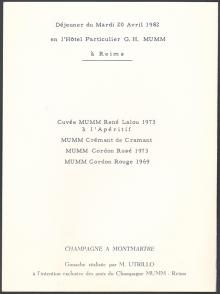 Déjeuner du Mardi 20 Avril 1982
en l'Hôtel Particulier G. H. MUMM
à Reims
Cuvée MUMM René Lalou 1973
à l'Apéritif
MUMM Crémant de Cramant
MUMM Cordon Rosé 1973
MUMM Cordon Rouge 1969
CHAMPAGNE A MONTMARTRE
Gouache réalisée par M. UTRILLO
à l'intention exclusive des amis du Champagne MUMM - Reims